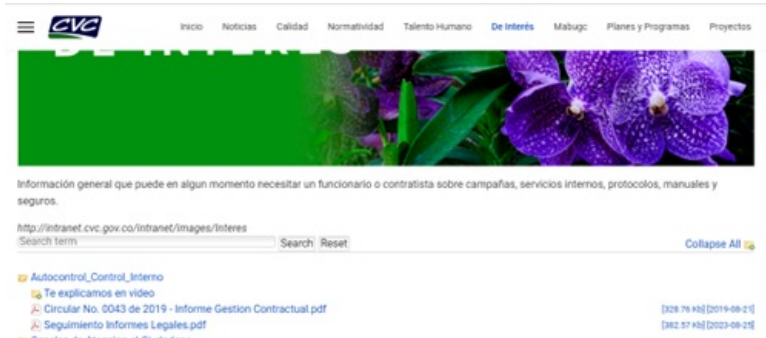 CVC
Inicio Noticias Calidad Normatividad Talento Humano De Interés Mabugc Planes y Programas Proyectos
DE INTERÉS
Información general que puede en algun momento necesitar un funcionario o contratista sobre campañas, servicios internos, protocolos, manuales y
seguros.
http://intranet.cvc.gov.co/intranet/images/Interes
Search term Search Reset Collapse All
Autocontrol_Control_Interno
Te explicamos en video
Circular No. 0043 de 2019 - Informe Gestion Contractual.pdf [328.76 Kb] [2019-08-21]
Seguimiento Informes Legales.pdf [382.57 Kb] [2023-08-25]